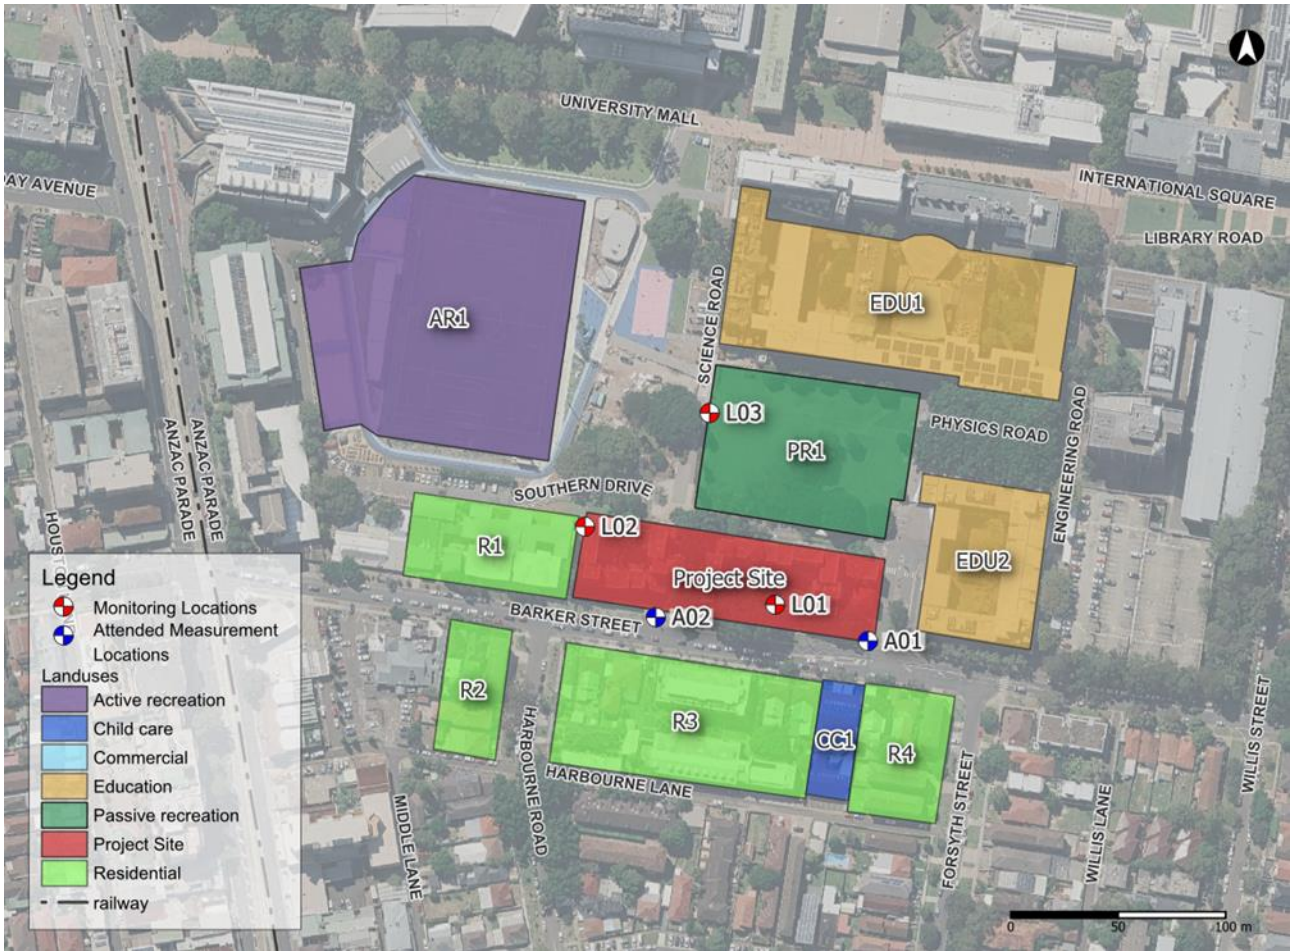 UNIVERSITY MALL
DAY AVENUE
INTERNATIONAL SQUARE
LIBRARY ROAD
SCIENCE ROAD
EDU1
AR1
ENGINEERING ROAD
L03
PHYSICS ROAD
ANZAC PARADE
ANZAC PARADE
PR1
SOUTHERN DRIVE
L02
R1
EDU2
Project Site
L01
BARKER STREET
A02
A01
R2
R3
CC1
R4
HARBOURNE ROAD
HARBOURNE LANE
MIDDLE LANE
FORSYTH STREET
WILLIS LANE
WILLIS STREET
Legend
Monitoring Locations
Attended Measurement
Locations
Landuses
Active recreation
Child care
Commercial
Education
Passive recreation
Project Site
Residential
railway
0
50
100 m